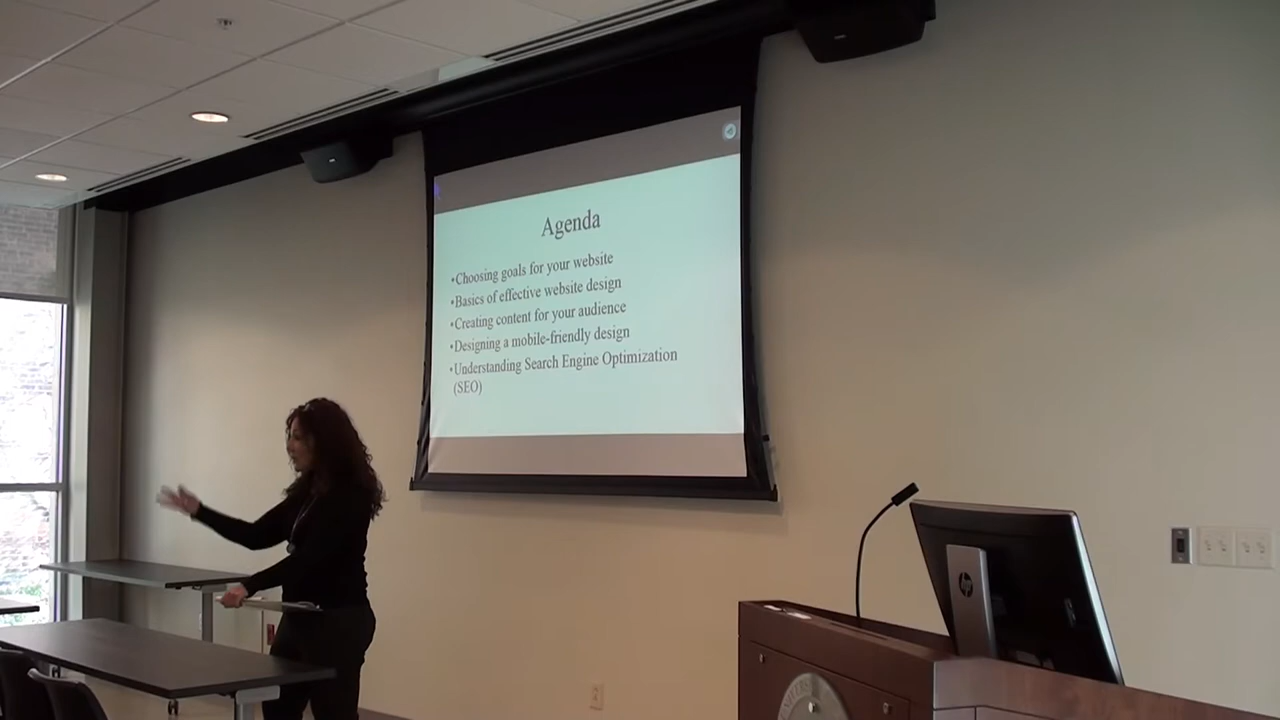 Agenda
•Choosing goals for your website
•Basics of effective website design
•Creating content for your audience
•Designing a mobile-friendly design
•Understanding Search Engine Optimization
(SEO)
hp